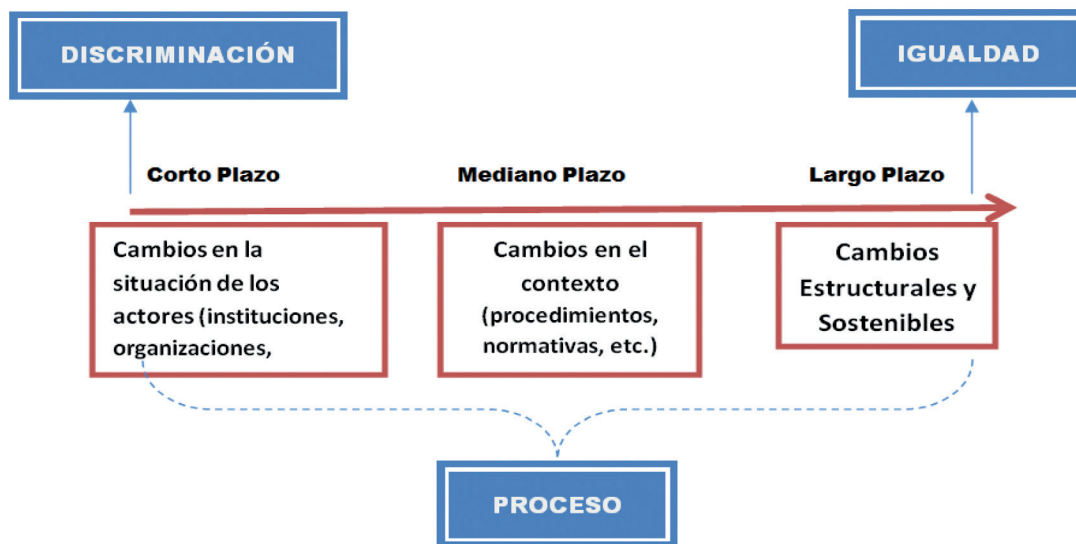 DISCRIMINACIÓN
IGUALDAD
Corto Plazo
Mediano Plazo
Largo Plazo
Cambios en la
situación de los
actores (instituciones,
organizaciones,
Cambios en el
contexto
(procedimientos,
normativas, etc.)
Cambios
Estructurales y
Sostenibles
PROCESO